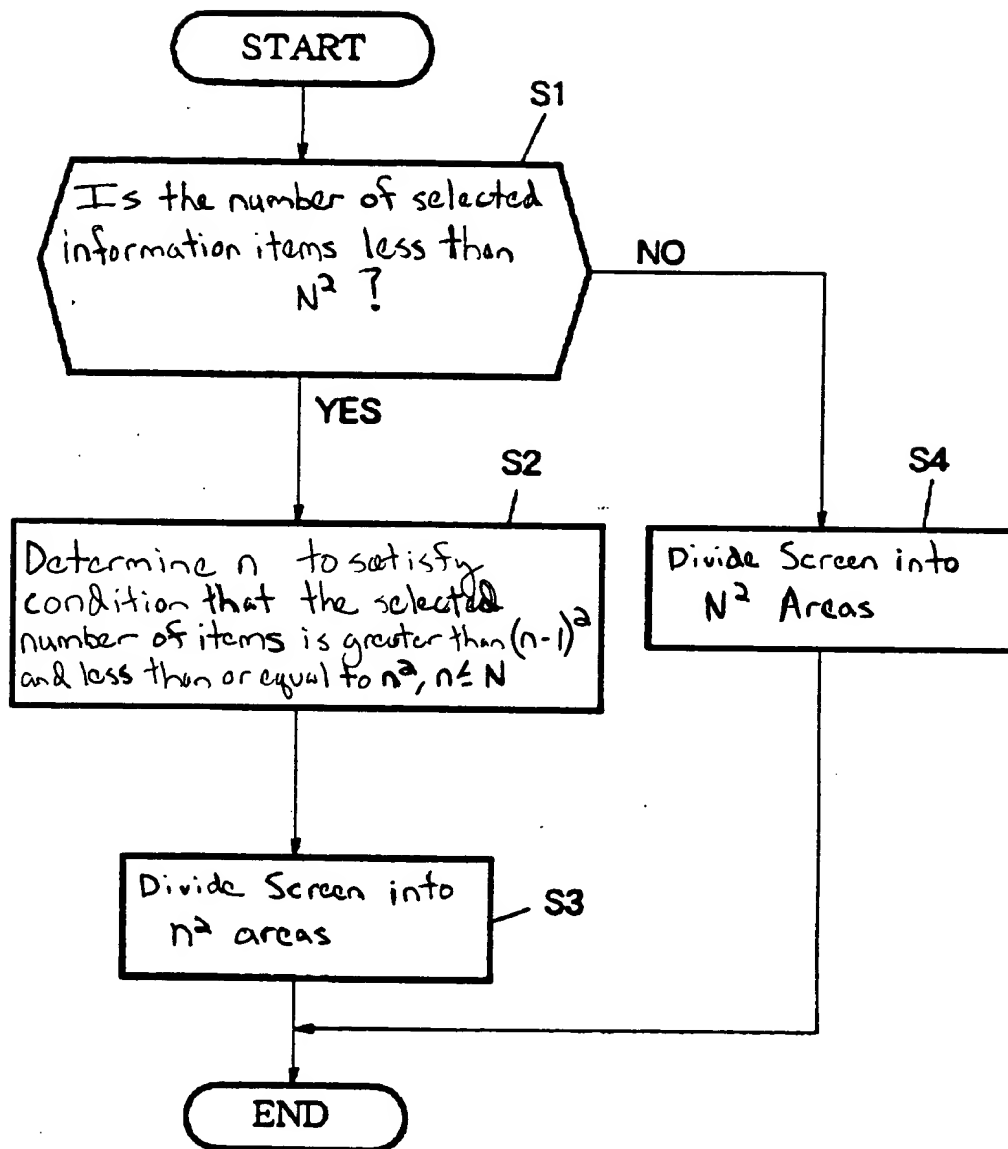 START
S1
Is the number of selected
information items less than
N² ?
NO
YES
S2
S4
Determine n to satisfy
condition that the selected
number of items is greater than (n-1)²
and less than or equal to n², n ≤ N
Divide Screen into
N² Areas
Divide Screen into
n² areas
S3
END